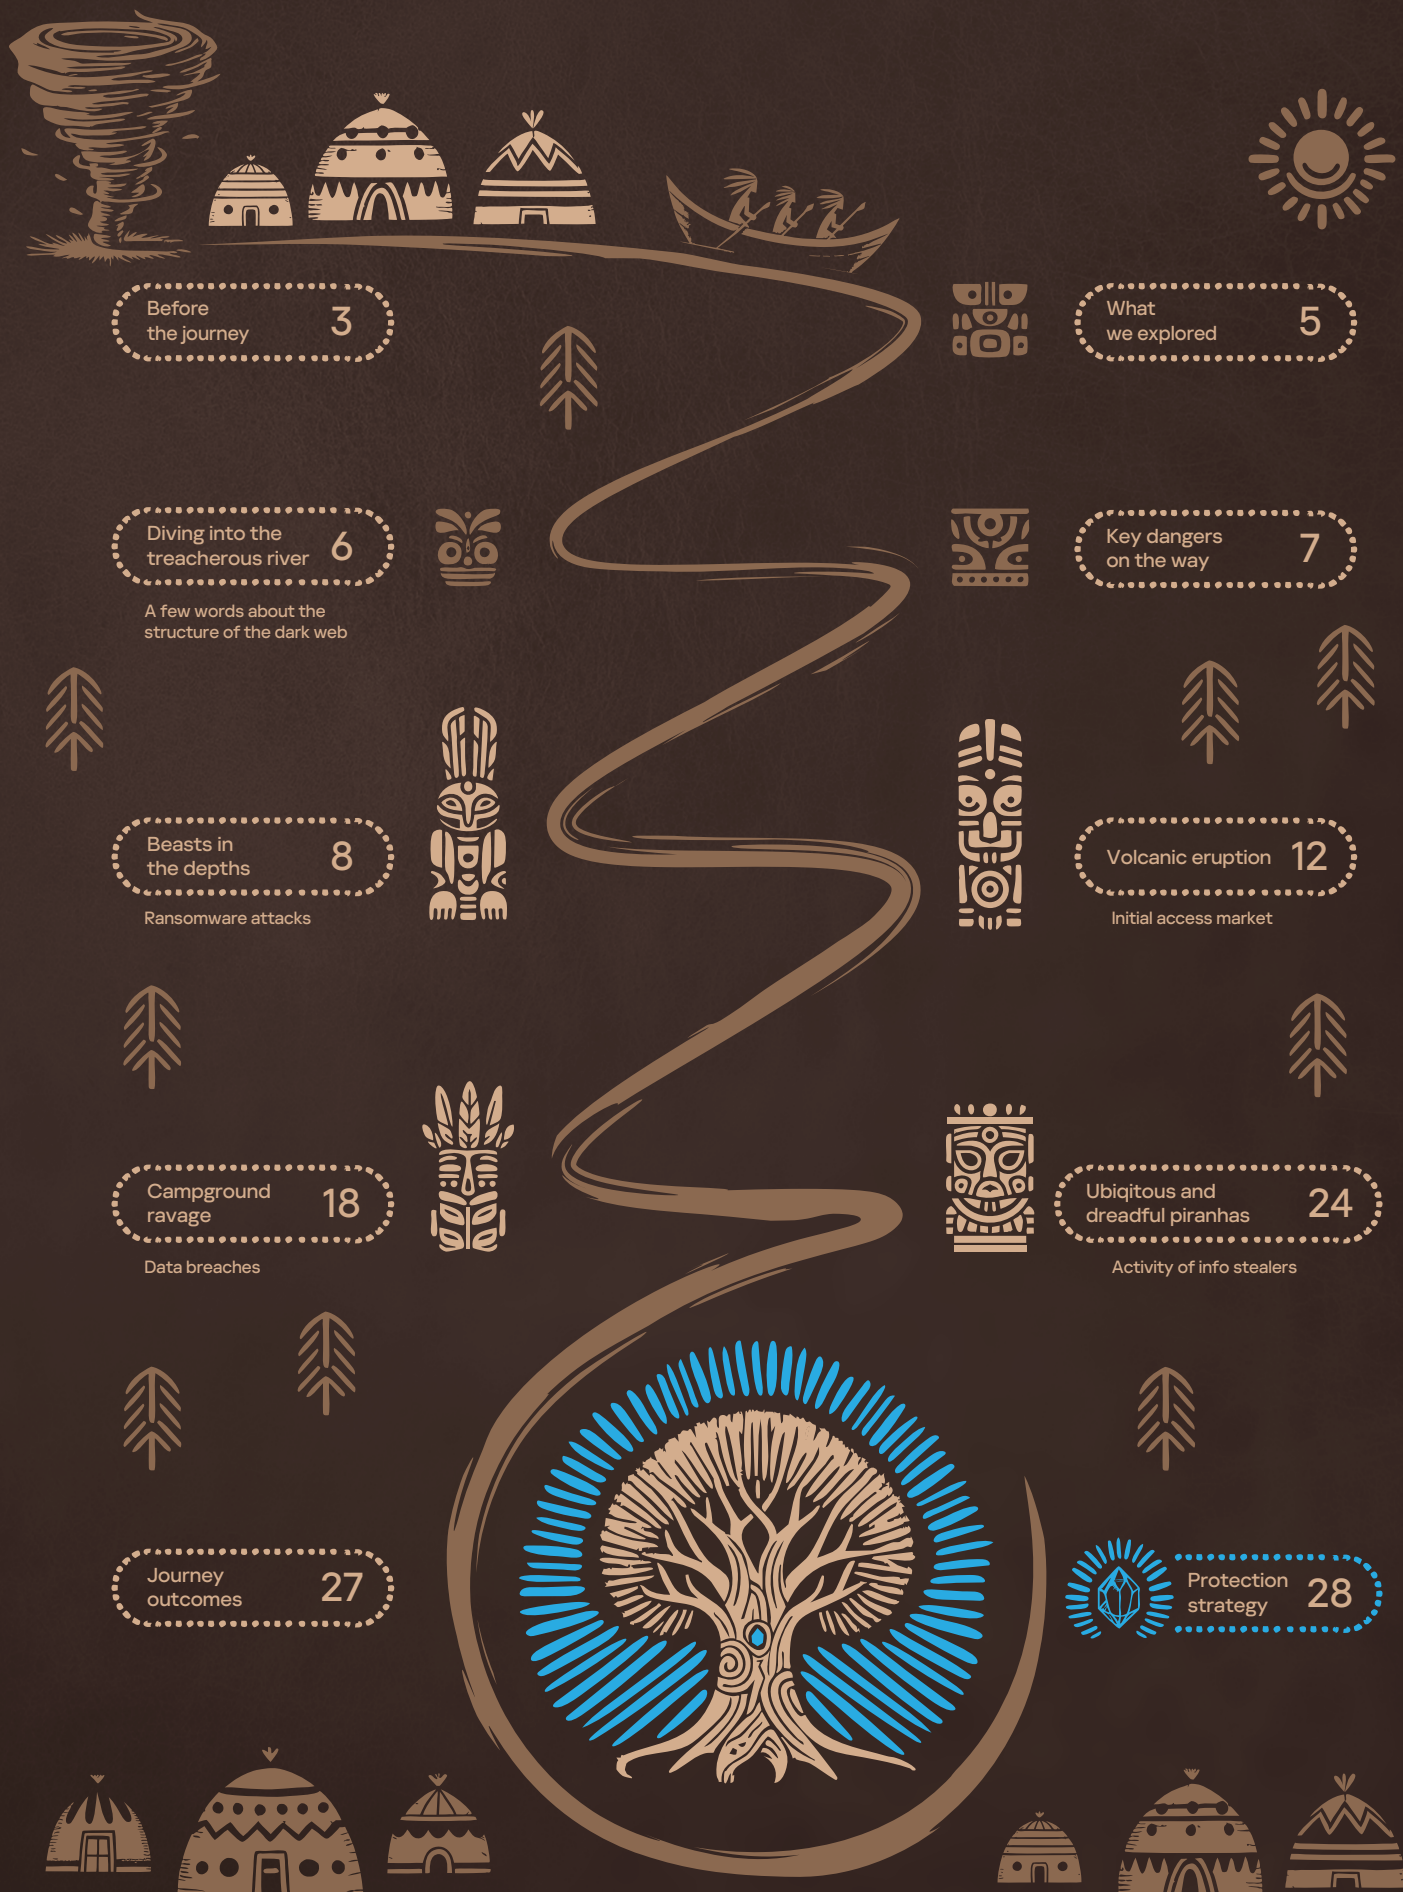 Before
the journey
3
What
we explored
5
Diving into the
treacherous river
6
A few words about the
structure of the dark web
Key dangers
on the way
7
Beasts in
the depths
8
Ransomware attacks
Volcanic eruption
12
Initial access market
Campground
ravage
18
Data breaches
Ubiqitous and
dreadful piranhas
24
Activity of info stealers
Journey
outcomes
27
Protection
strategy
28